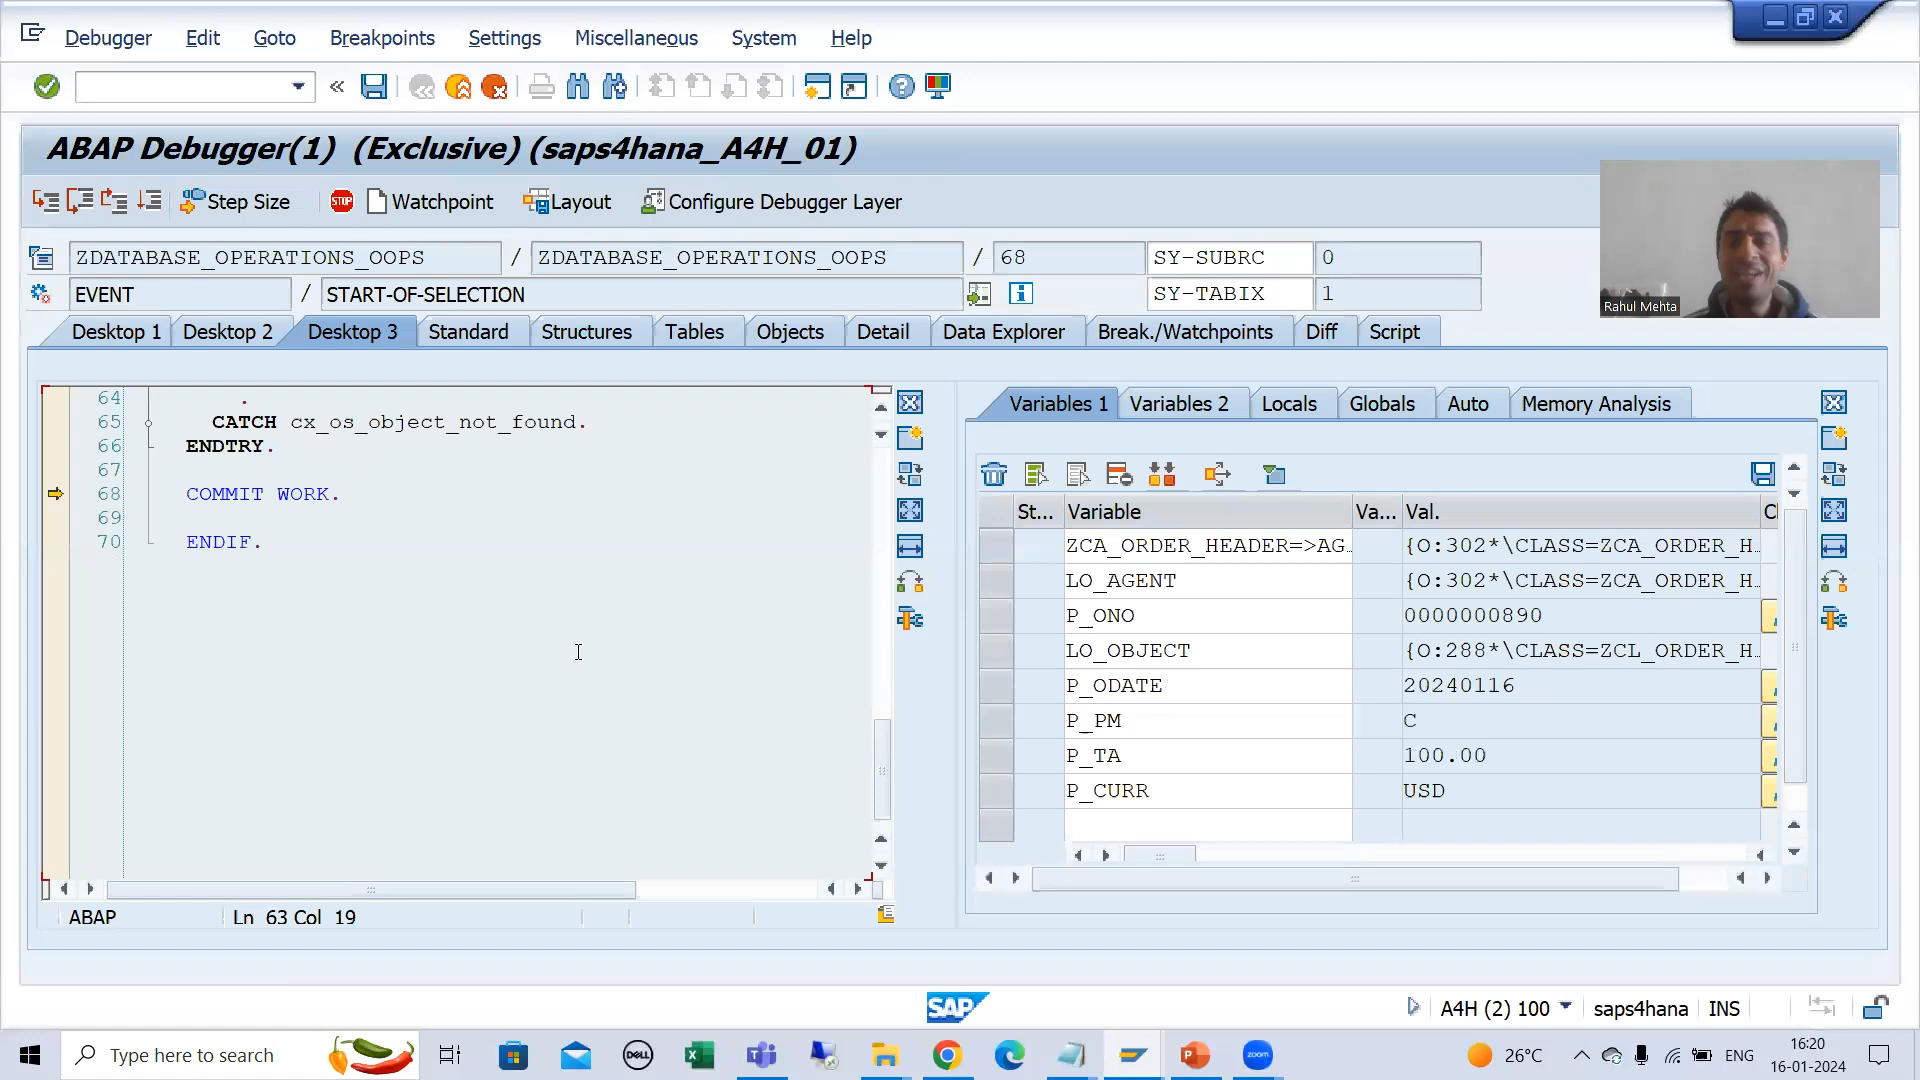 Debugger Edit Goto Breakpoints Settings Miscellaneous System Help
ABAP Debugger(1) (Exclusive) (saps4hana_A4H_01)
Step Size STOP Watchpoint Layout Configure Debugger Layer
ZDATABASE_OPERATIONS_OOPS / ZDATABASE_OPERATIONS_OOPS / 68 SY-SUBRC 0
EVENT / START-OF-SELECTION SY-TABIX 1
Rahul Mehta
Desktop 1 Desktop 2 Desktop 3 Standard Structures Tables Objects Detail Data Explorer Break./Watchpoints Diff Script
64 .
65 CATCH cx_os_object_not_found.
66 ENDTRY.
67
68 COMMIT WORK.
69
70 ENDIF.
ABAP Ln 63 Col 19
Variables 1 Variables 2 Locals Globals Auto Memory Analysis
St... Variable Va... Val. C
ZCA_ORDER_HEADER=>AG... {O:302*\CLASS=ZCA_ORDER_H...
LO_AGENT {O:302*\CLASS=ZCA_ORDER_H...
P_ONO 0000000890
LO_OBJECT {O:288*\CLASS=ZCL_ORDER_H...
P_ODATE 20240116
P_PM C
P_TA 100.00
P_CURR USD
SAP
A4H (2) 100 saps4hana INS
Type here to search
DELL
zoom
26°C ENG
16:20
16-01-2024